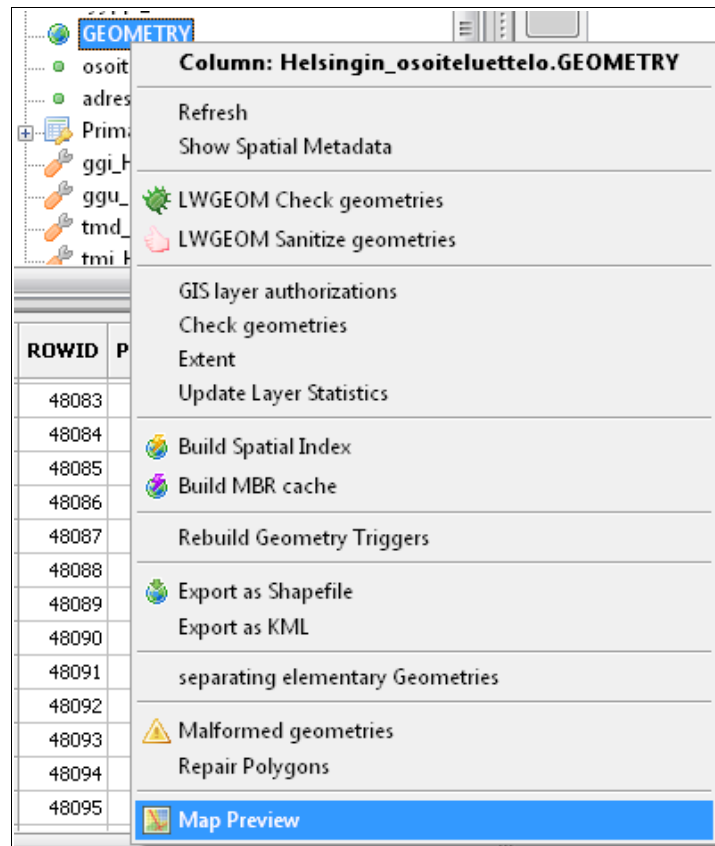 GEOMETRY
Column: Helsingin_osoiteluettelo.GEOMETRY
osoit
adres
Refresh
Prima
Show Spatial Metadata
ggi_H
ggu_
LWGEOM Check geometries
tmd_
LWGEOM Sanitize geometries
tmi_H
GIS layer authorizations
Check geometries
ROWID P
Extent
Update Layer Statistics
48083
48084
Build Spatial Index
48085
Build MBR cache
48086
48087
Rebuild Geometry Triggers
48088
Export as Shapefile
48089
Export as KML
48090
48091
separating elementary Geometries
48092
Malformed geometries
48093
Repair Polygons
48094
48095
Map Preview